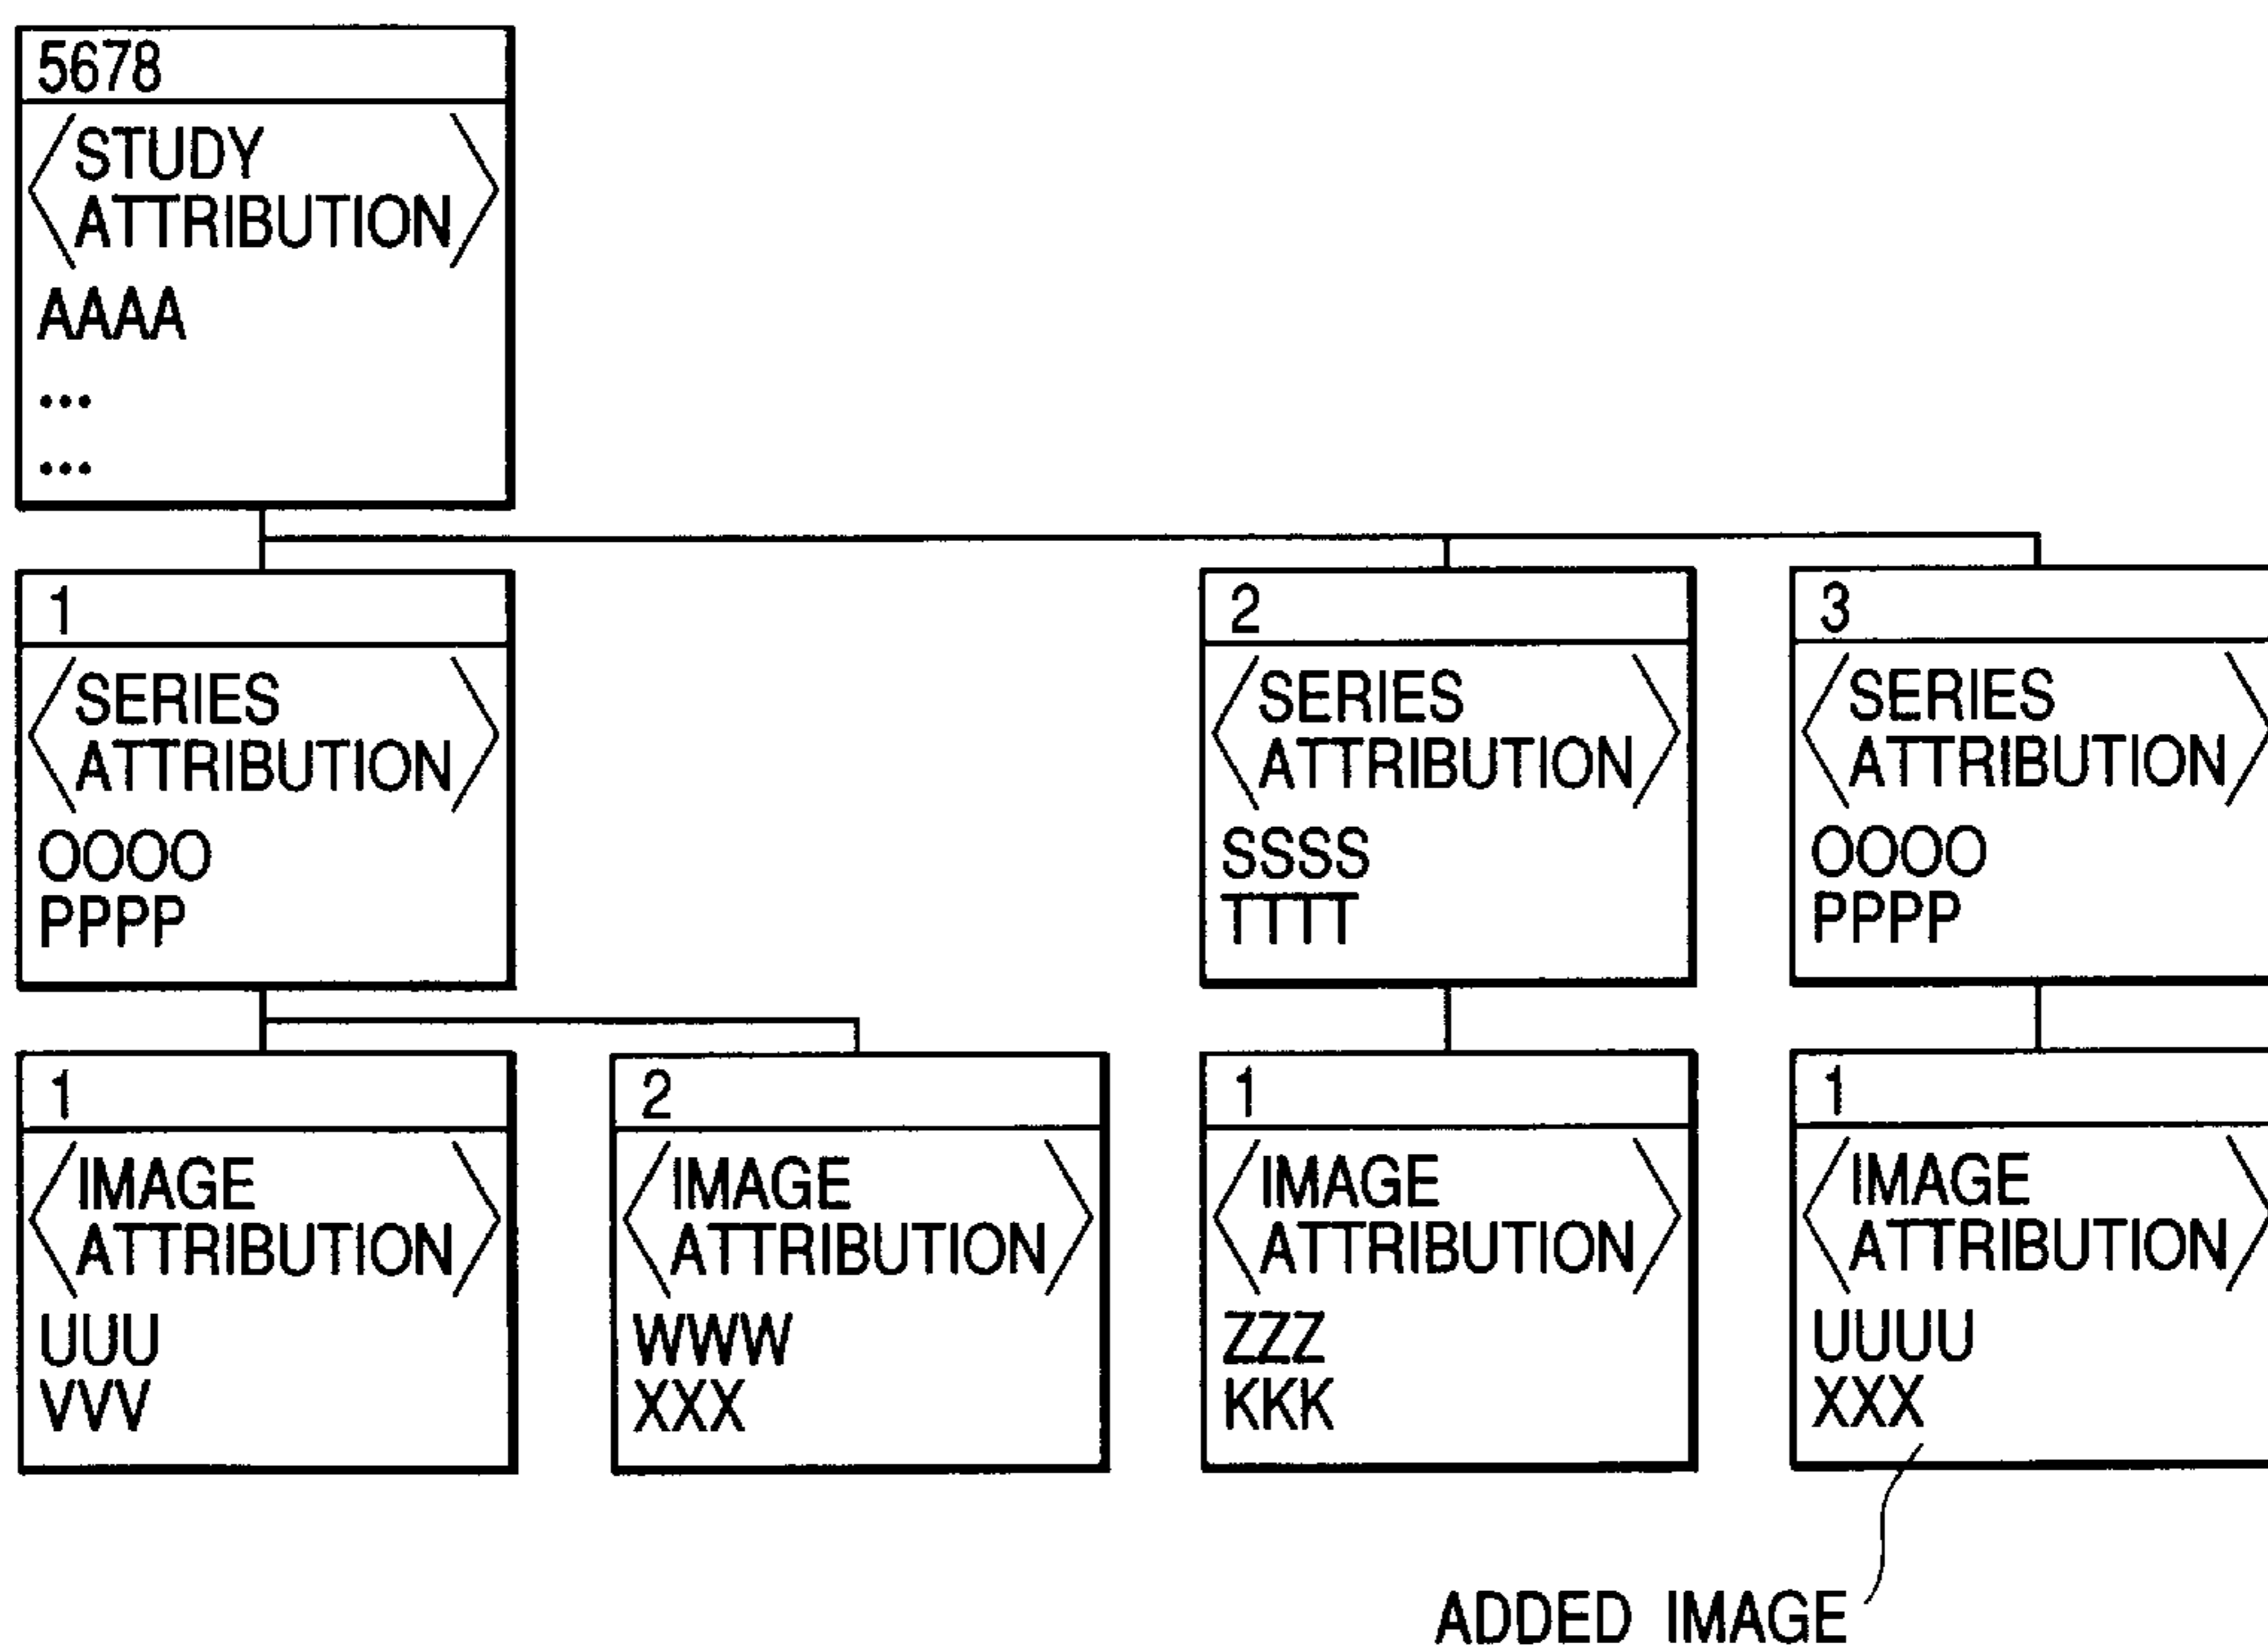 5678
STUDY
ATTRIBUTION
AAAA
...
...
1
SERIES
ATTRIBUTION
OOOO
PPPP
2
SERIES
ATTRIBUTION
SSSS
TTTT
3
SERIES
ATTRIBUTION
OOOO
PPPP
1
IMAGE
ATTRIBUTION
UUU
VVV
2
IMAGE
ATTRIBUTION
WWW
XXX
1
IMAGE
ATTRIBUTION
ZZZ
KKK
1
IMAGE
ATTRIBUTION
UUUU
XXX
ADDED IMAGE